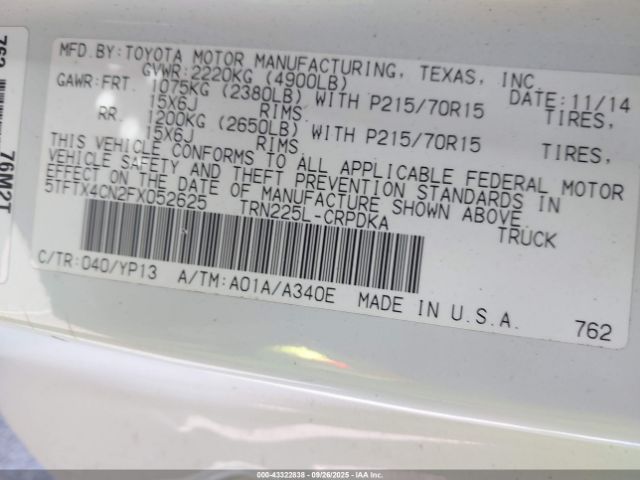 MFD. BY: TOYOTA MOTOR MANUFACTURING, TEXAS, INC.
GVWR: 2220KG (4900LB) DATE: 11/14
GAWR: FRT. 1075KG (2380LB) WITH P215/70R15 TIRES,
15X6J RIMS
RR. 1200KG (2650LB) WITH P215/70R15 TIRES,
15X6J RIMS
THIS VEHICLE CONFORMS TO ALL APPLICABLE FEDERAL MOTOR
VEHICLE SAFETY AND THEFT PREVENTION STANDARDS IN
EFFECT ON THE DATE OF MANUFACTURE SHOWN ABOVE
5TFTX4CN2FX052625 TRN225L-CRPDKA TRUCK
C/TR: 040/YP13 A/TM: A01A/A340E MADE IN U.S.A. 762
76M2T
000-43322838 - 09/26/2025 - IAA Inc.